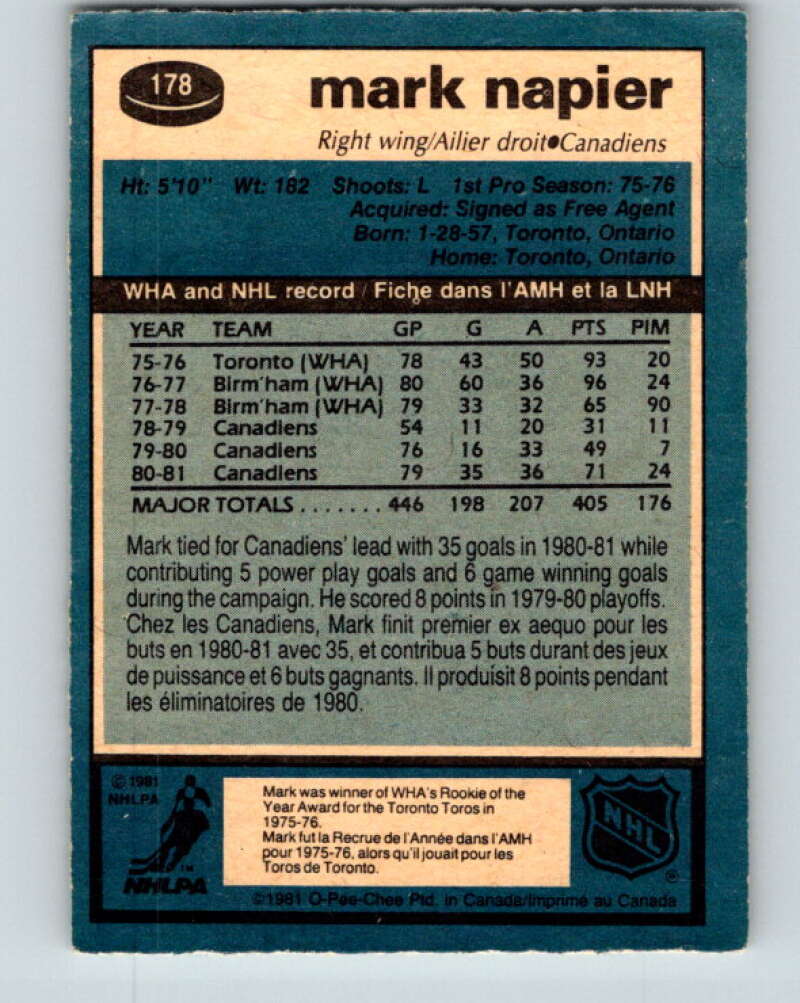 178
mark napier
Right wing/Ailier droit●Canadiens
Ht: 5'10" Wt: 182 Shoots: L 1st Pro Season: 75-76
Acquired: Signed as Free Agent
Born: 1-28-57, Toronto, Ontario
Home: Toronto, Ontario
WHA and NHL record / Fiche dans l'AMH et la LNH
YEAR TEAM GP G A PTS PIM
75-76 Toronto (WHA) 78 43 50 93 20
76-77 Birm'ham (WHA) 80 60 36 96 24
77-78 Birm'ham (WHA) 79 33 32 65 90
78-79 Canadiens 54 11 20 31 11
79-80 Canadiens 76 16 33 49 7
80-81 Canadiens 79 35 36 71 24
MAJOR TOTALS ....... 446 198 207 405 176
Mark tied for Canadiens' lead with 35 goals in 1980-81 while
contributing 5 power play goals and 6 game winning goals
during the campaign. He scored 8 points in 1979-80 playoffs.
Chez les Canadiens, Mark finit premier ex aequo pour les
buts en 1980-81 avec 35, et contribua 5 buts durant des jeux
de puissance et 6 buts gagnants. Il produisit 8 points pendant
les éliminatoires de 1980.
© 1981
NHLPA
NHLPA
Mark was winner of WHA's Rookie of the
Year Award for the Toronto Toros in
1975-76.
Mark fut la Recrue de l'Année dans l'AMH
pour 1975-76, alors qu'il jouait pour les
Toros de Toronto.
NHL
®
©1981 O-Pee-Chee Ptd. in Canada/Imprimé au Canada